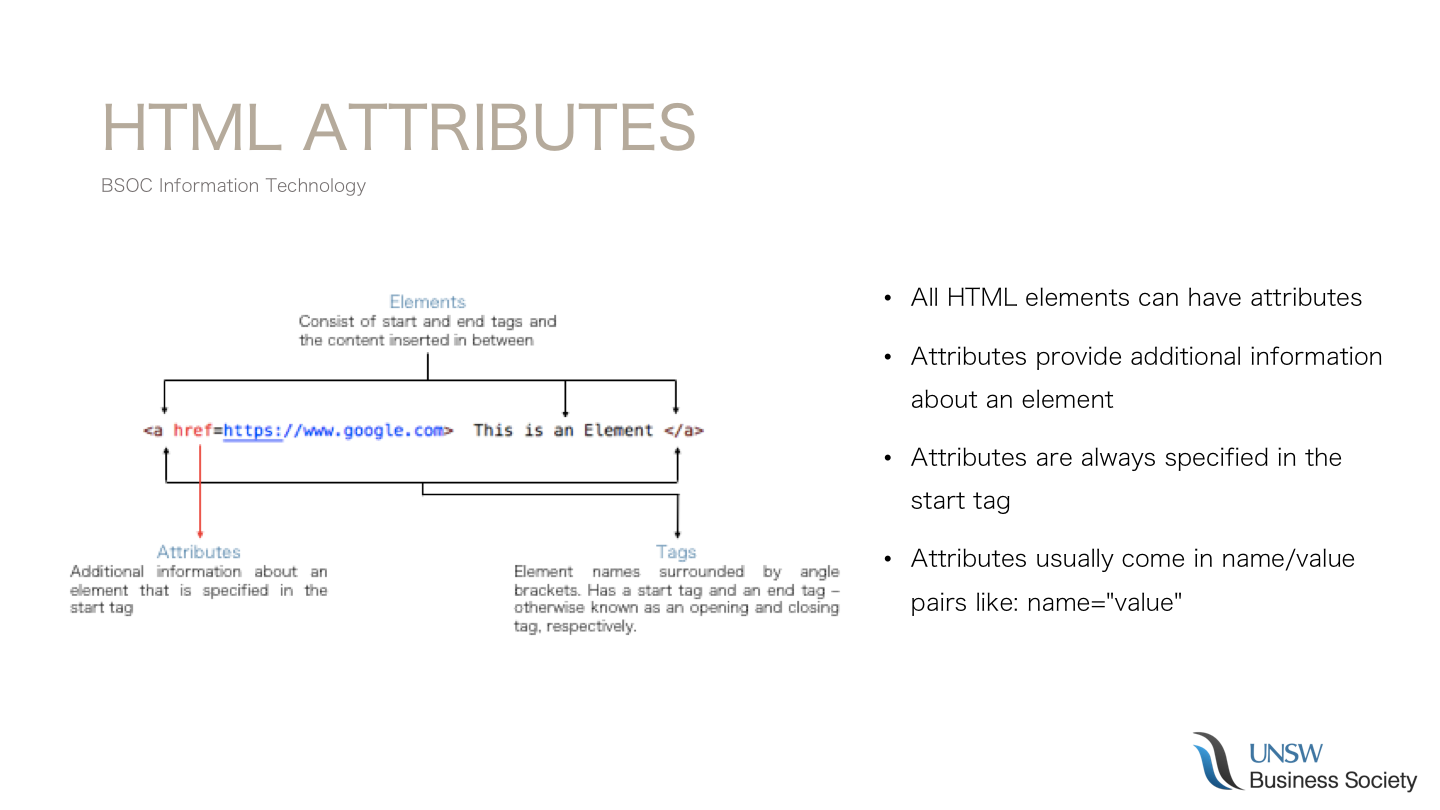 HTML ATTRIBUTES
BSOC Information Technology
Elements
Consist of start and end tags and
the content inserted in between
<a href=https://www.google.com>  This is an Element </a>
Attributes
Additional information about an
element that is specified in the
start tag
Tags
Element names surrounded by angle
brackets. Has a start tag and an end tag –
otherwise known as an opening and closing
tag, respectively.
• All HTML elements can have attributes
• Attributes provide additional information
about an element
• Attributes are always specified in the
start tag
• Attributes usually come in name/value
pairs like: name="value"
UNSW
Business Society